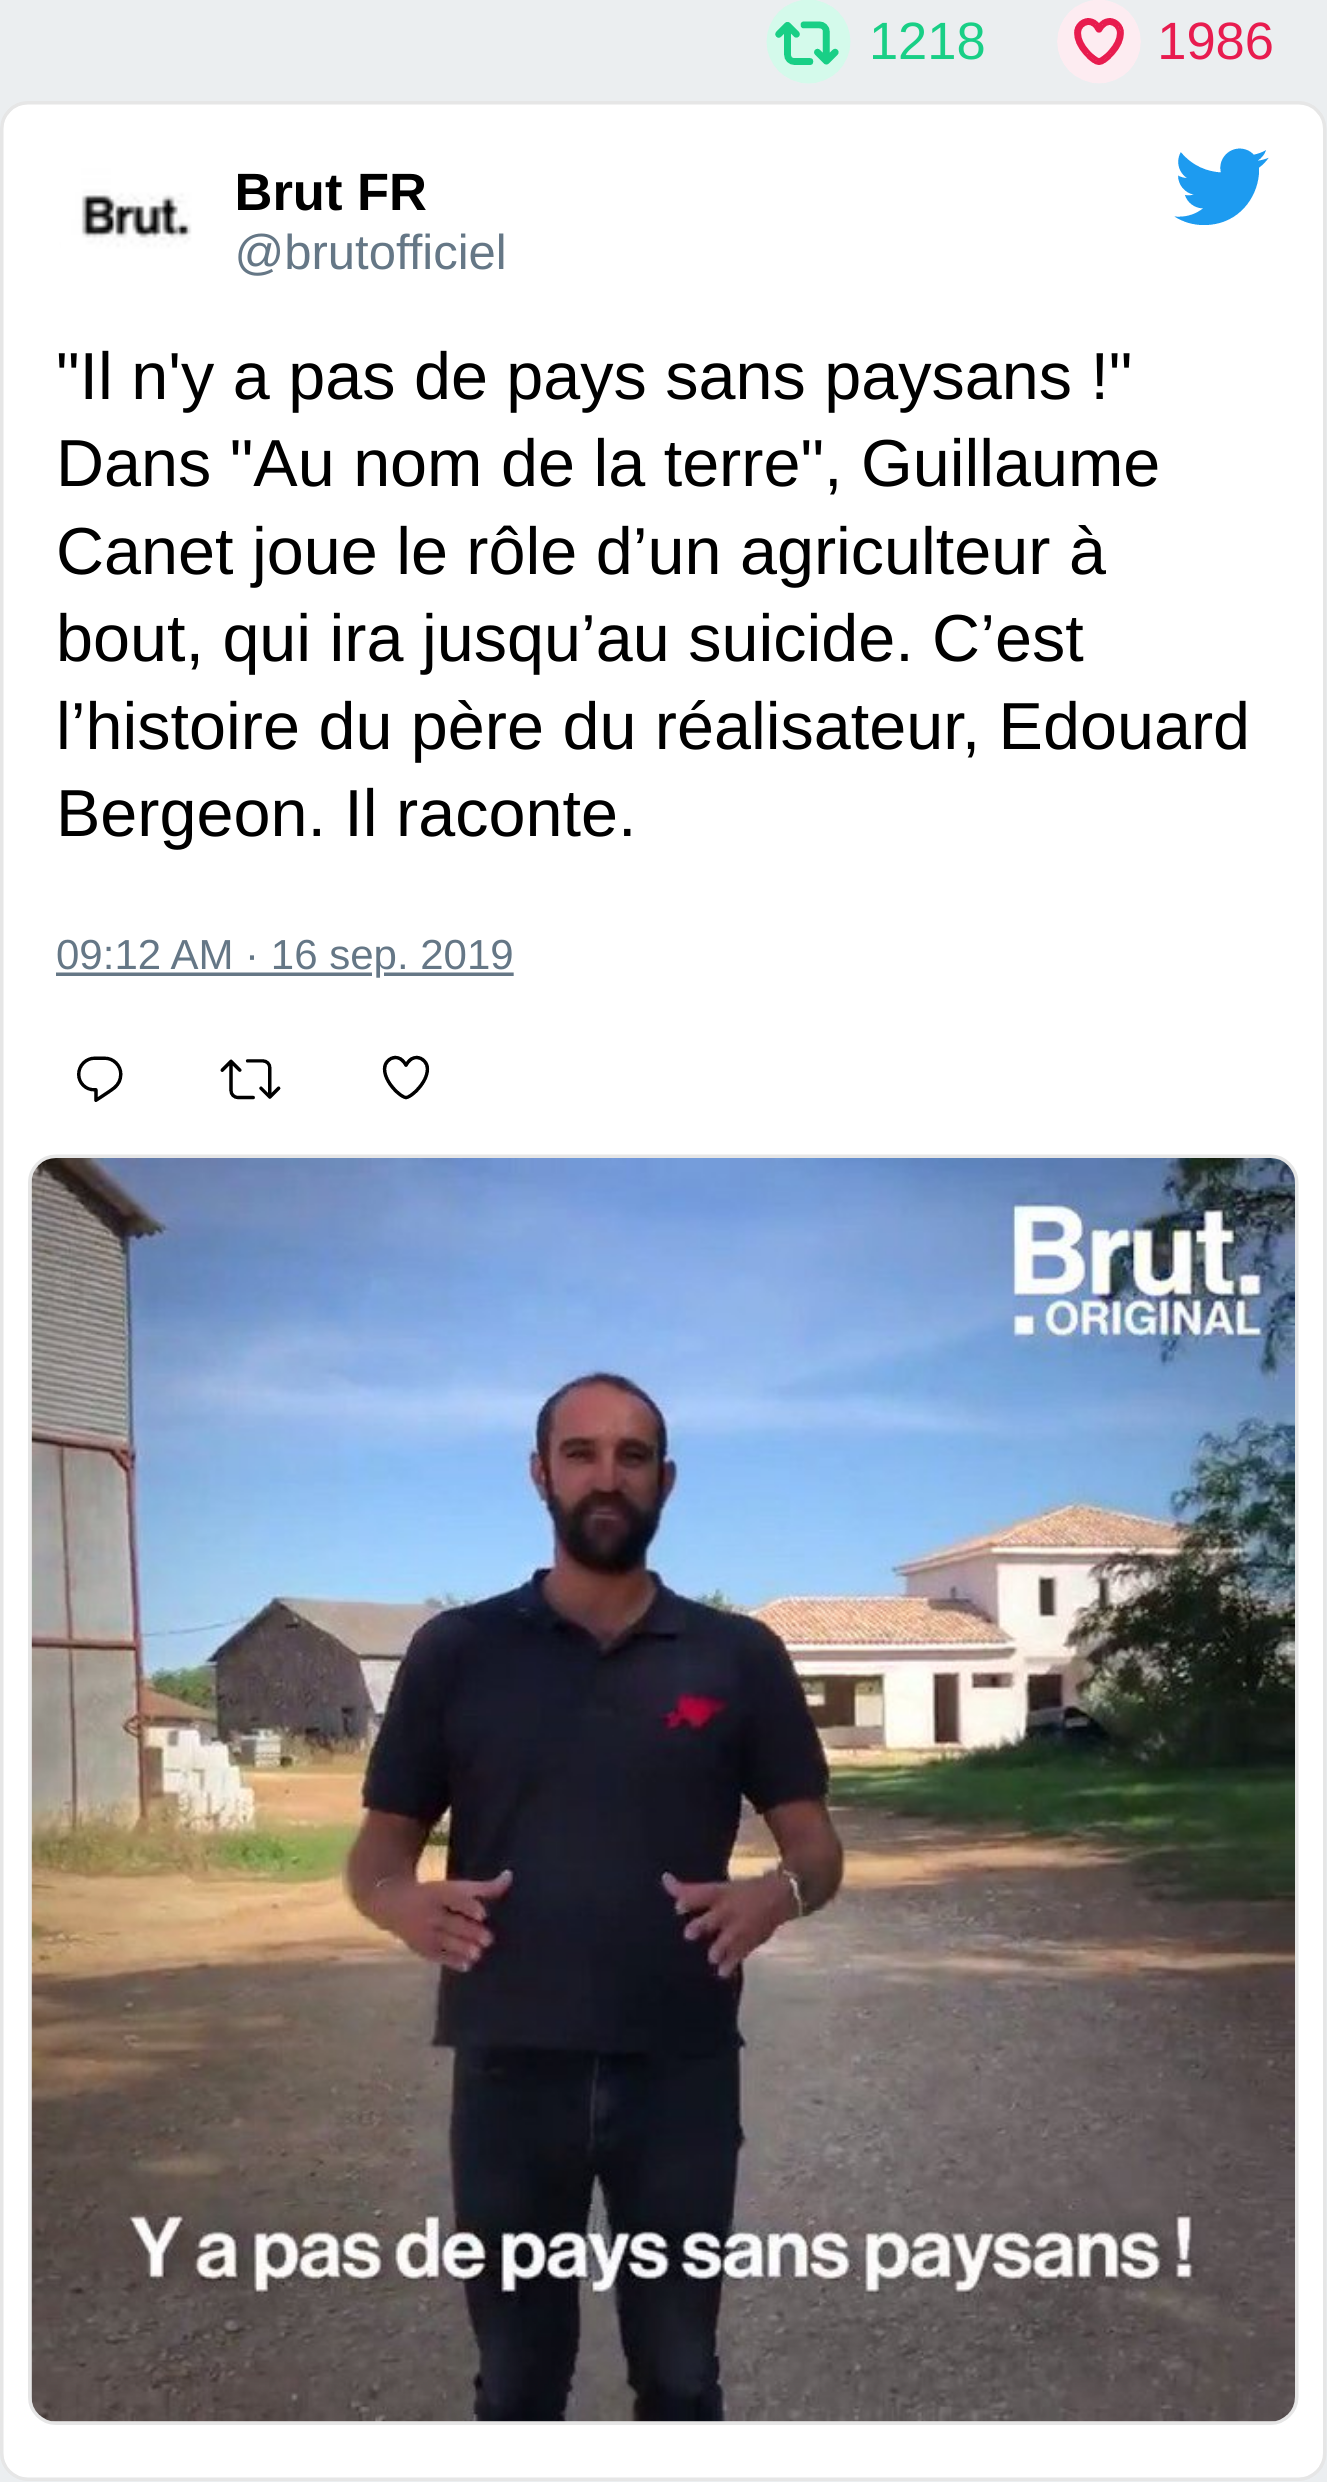 1218 1986
Brut.
Brut FR
@brutofficiel
"Il n'y a pas de pays sans paysans !"
Dans "Au nom de la terre", Guillaume
Canet joue le rôle d’un agriculteur à
bout, qui ira jusqu’au suicide. C’est
l’histoire du père du réalisateur, Edouard
Bergeon. Il raconte.
09:12 AM · 16 sep. 2019
Brut.
ORIGINAL
Y a pas de pays sans paysans !